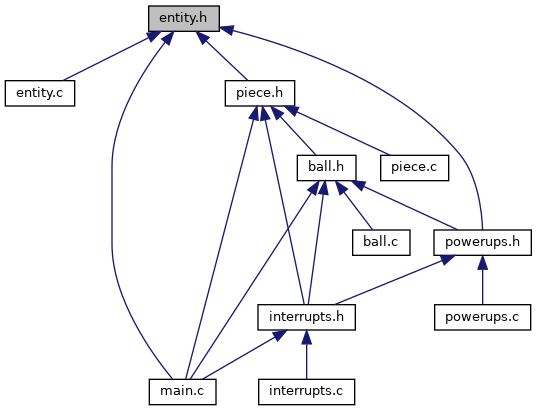 entity.h
entity.c
piece.h
ball.h
piece.c
ball.c
powerups.h
interrupts.h
powerups.c
main.c
interrupts.c